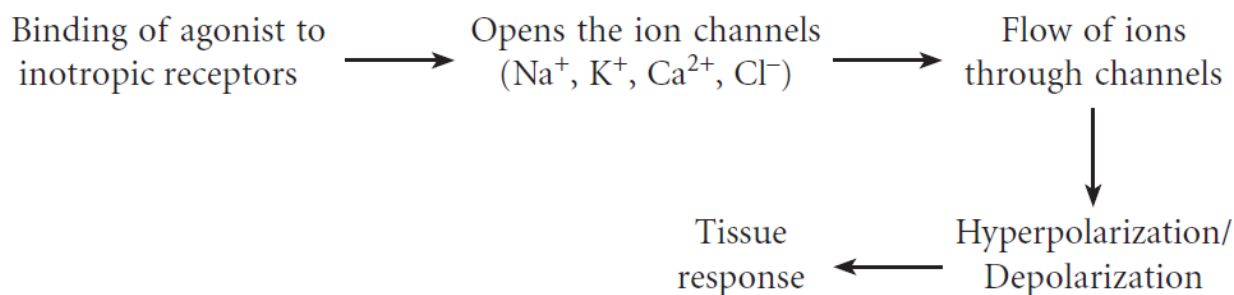 Binding of agonist to
inotropic receptors
Opens the ion channels
(Na⁺, K⁺, Ca²⁺, Cl⁻)
Flow of ions
through channels
Hyperpolarization/
Depolarization
Tissue
response